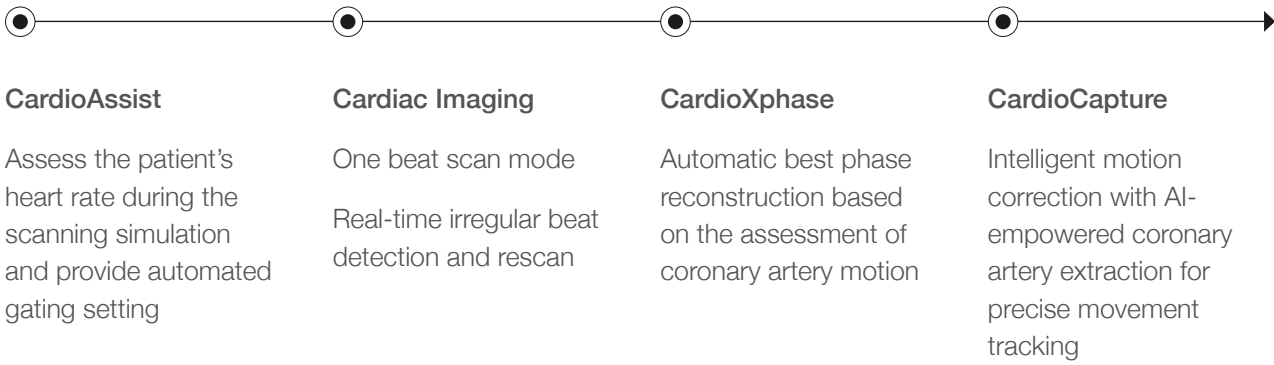 CardioAssist
Assess the patient's
heart rate during the
scanning simulation
and provide automated
gating setting
Cardiac Imaging
One beat scan mode
Real-time irregular beat
detection and rescan
CardioXphase
Automatic best phase
reconstruction based
on the assessment of
coronary artery motion
CardioCapture
Intelligent motion
correction with AI-
empowered coronary
artery extraction for
precise movement
tracking